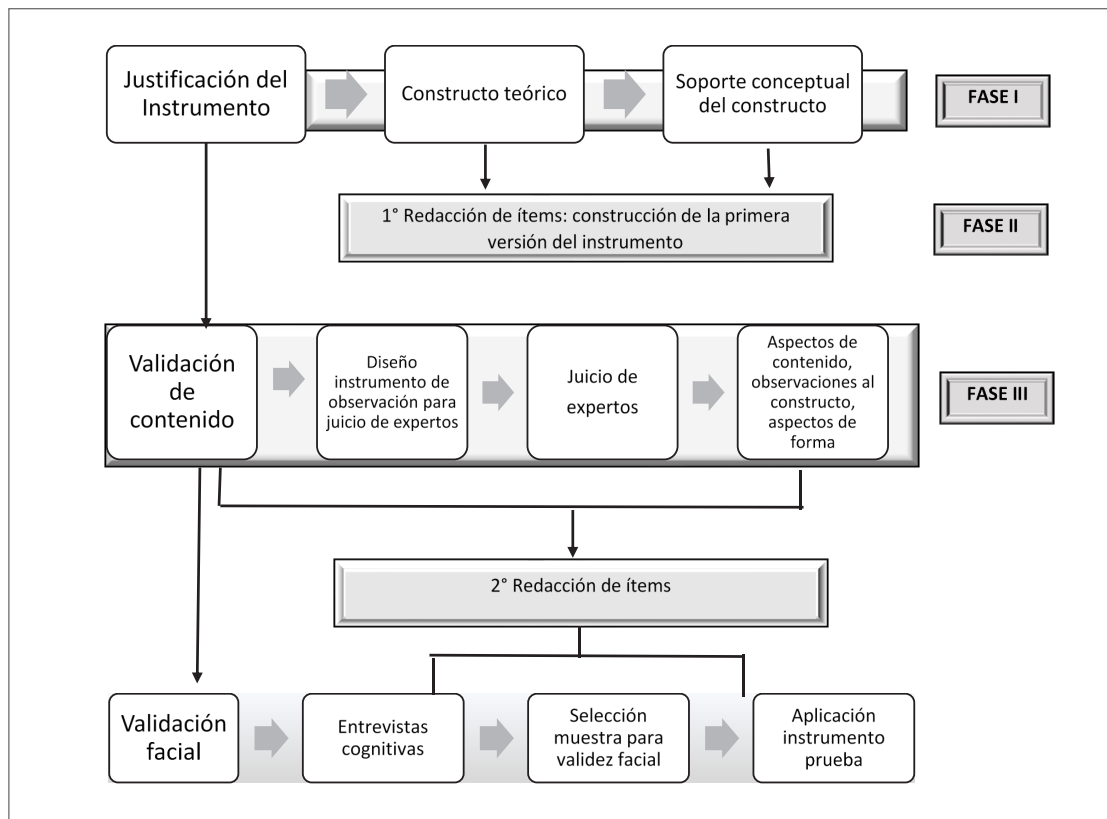 Justificación del
Instrumento
Constructo teórico
Soporte conceptual
del constructo
FASE I
1° Redacción de ítems: construcción de la primera
versión del instrumento
FASE II
Validación
de
contenido
Diseño
instrumento de
observación para
juicio de expertos
Juicio de
expertos
Aspectos de
contenido,
observaciones al
constructo,
aspectos de
forma
FASE III
2° Redacción de ítems
Validación
facial
Entrevistas
cognitivas
Selección
muestra para
validez facial
Aplicación
instrumento
prueba